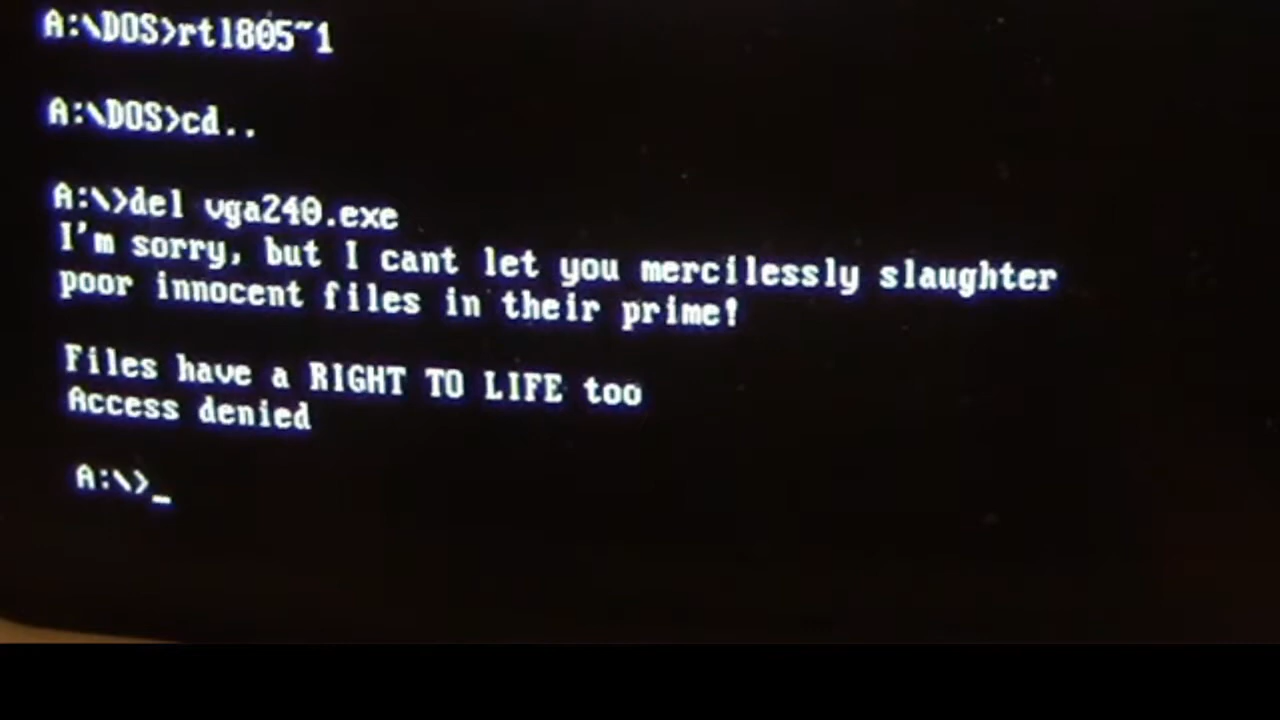 A:\DOS>rtl805~1
A:\DOS>cd..
A:\>del vga240.exe
I'm sorry, but I cant let you mercilessly slaughter
poor innocent files in their prime!
Files have a RIGHT TO LIFE too
Access denied
A:\>_